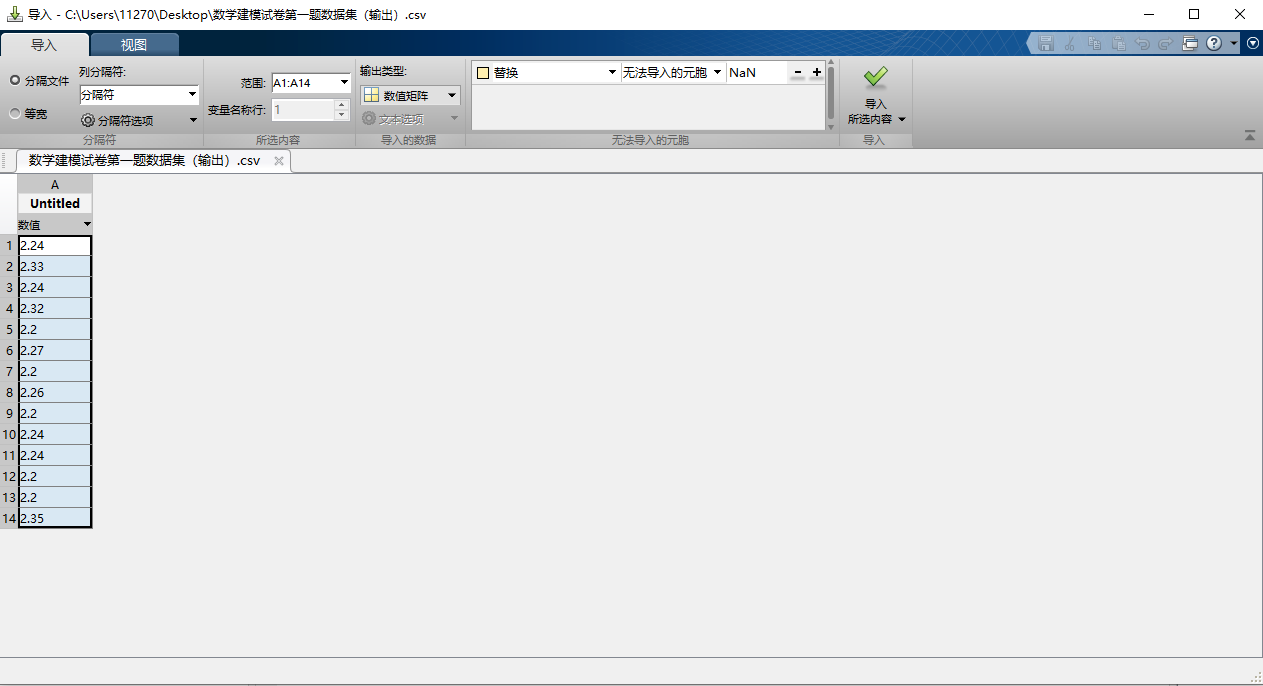 导入 - C:\Users\11270\Desktop\数学建模试卷第一题数据集（输出）.csv
导入 视图
分隔文件 列分隔符: 范围: A1:A14 输出类型: 替换 无法导入的元胞 NaN
分隔符 数值矩阵 导入
等宽 分隔符选项 变量名称行: 1 文本选项 所选内容
分隔符 所选内容 导入的数据 无法导入的元胞 导入
数学建模试卷第一题数据集（输出）.csv
A
Untitled
数值
1 2.24
2 2.33
3 2.24
4 2.32
5 2.2
6 2.27
7 2.2
8 2.26
9 2.2
10 2.24
11 2.24
12 2.2
13 2.2
14 2.35